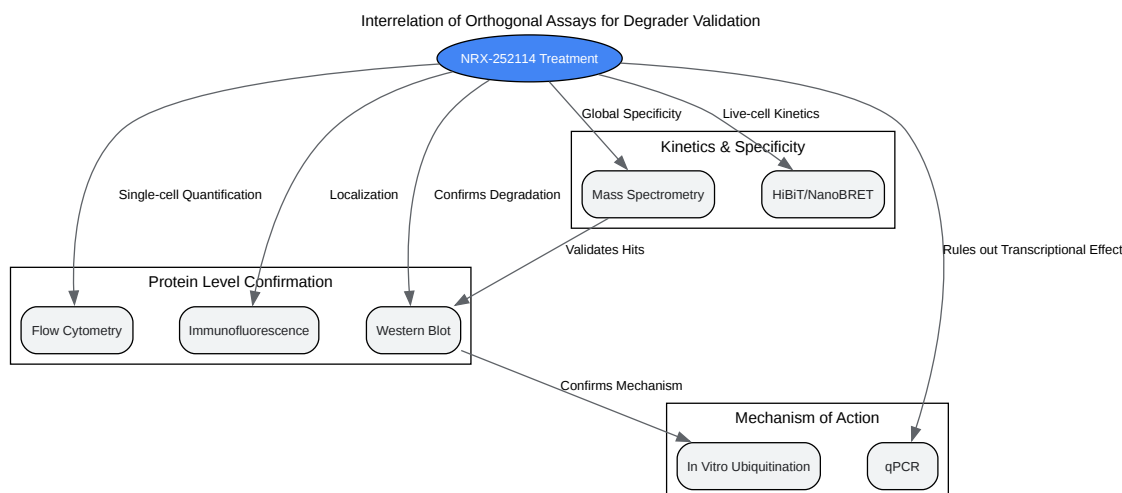 Interrelation of Orthogonal Assays for Degrader Validation
NRX-252114 Treatment
Global Specificity
Live-cell Kinetics
Kinetics & Specificity
Mass Spectrometry
HiBiT/NanoBRET
Single-cell Quantification
Localization
Confirms Degradation
Validates Hits
Rules out Transcriptional Effect
Protein Level Confirmation
Flow Cytometry
Immunofluorescence
Western Blot
Confirms Mechanism
Mechanism of Action
In Vitro Ubiquitination
qPCR